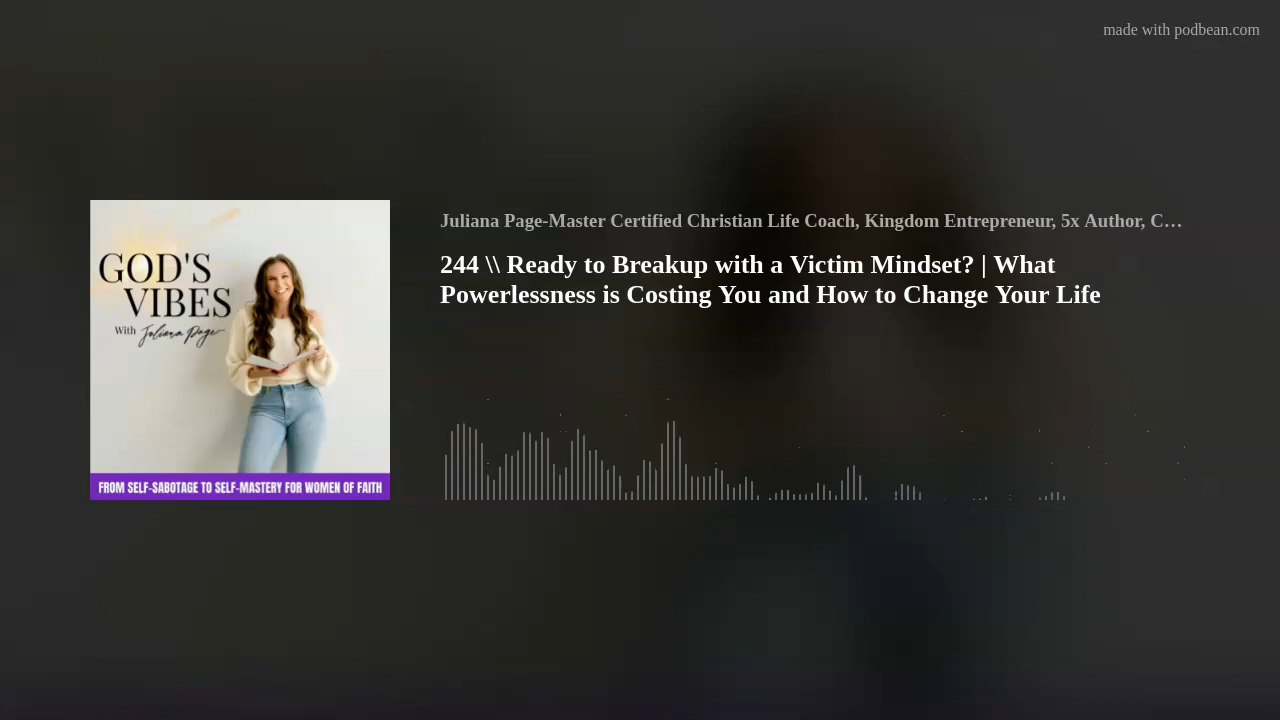 made with podbean.com
Juliana Page-Master Certified Christian Life Coach, Kingdom Entrepreneur, 5x Author, C…
244 \\ Ready to Breakup with a Victim Mindset? | What
Powerlessness is Costing You and How to Change Your Life
GOD'S
VIBES
With Juliana Page
FROM SELF-SABOTAGE TO SELF-MASTERY FOR WOMEN OF FAITH